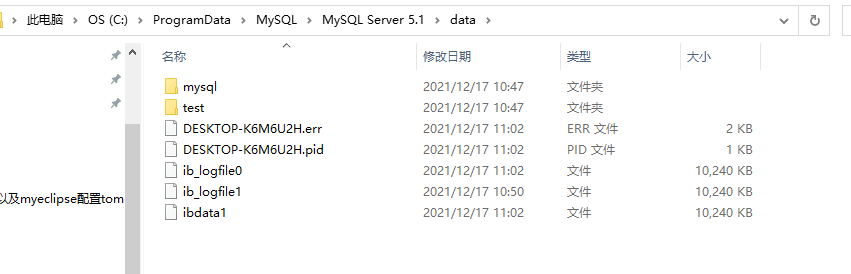 此电脑 > OS (C:) > ProgramData > MySQL > MySQL Server 5.1 > data >
名称 修改日期 类型 大小
mysql 2021/12/17 10:47 文件夹
test 2021/12/17 10:47 文件夹
DESKTOP-K6M6U2H.err 2021/12/17 11:02 ERR 文件 2 KB
DESKTOP-K6M6U2H.pid 2021/12/17 11:02 PID 文件 1 KB
ib_logfile0 2021/12/17 11:02 文件 10,240 KB
以及myeclipse配置tom ib_logfile1 2021/12/17 10:50 文件 10,240 KB
ibdata1 2021/12/17 11:02 文件 10,240 KB